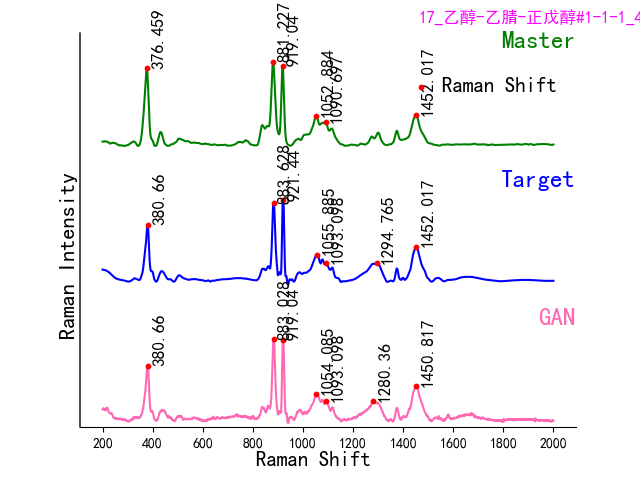 17_乙醇-乙腈-正戊醇#1-1-1_4
Master
376.459
881.227
919.04
1052.884
1090.697
1452.017
Raman Shift
Target
380.66
883.628
921.44
1055.885
1093.098
1294.765
1452.017
GAN
380.66
883.028
919.04
1054.085
1093.098
1280.36
1450.817
Raman Intensity
200 400 600 800 1000 1200 1400 1600 1800 2000
Raman Shift